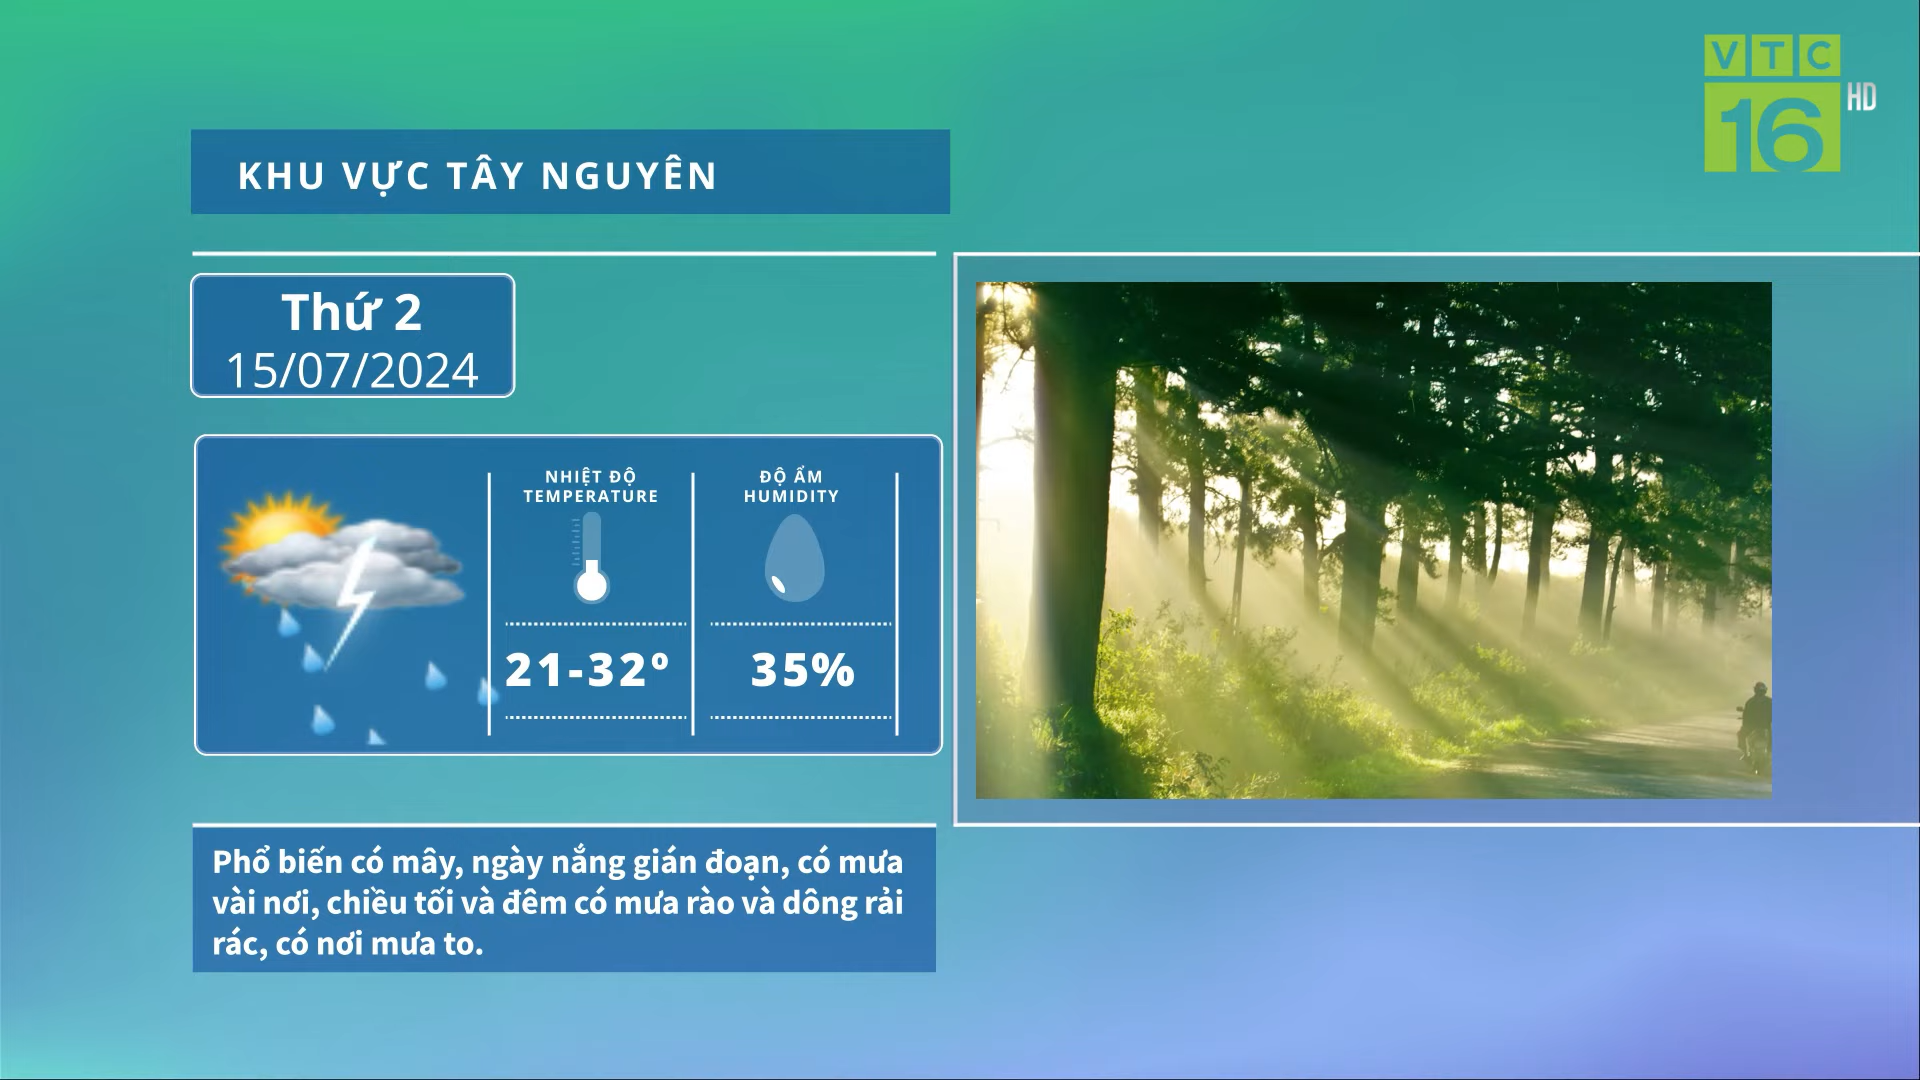 VTC
16 HD
KHU VỰC TÂY NGUYÊN
Thứ 2
15/07/2024
NHIỆT ĐỘ
TEMPERATURE
21-32º
ĐỘ ẨM
HUMIDITY
35%
Phổ biến có mây, ngày nắng gián đoạn, có mưa
vài nơi, chiều tối và đêm có mưa rào và dông rải
rác, có nơi mưa to.